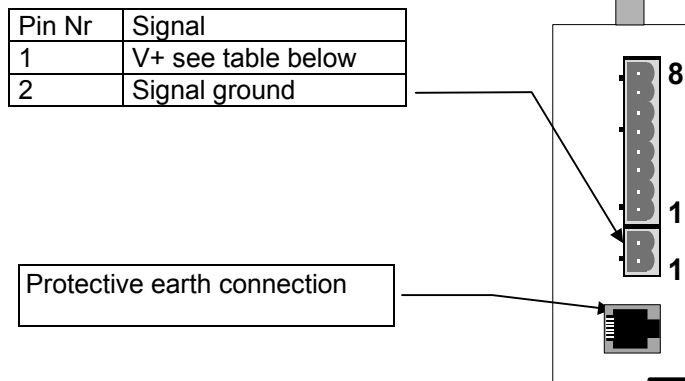 Pin Nr Signal
1 V+ see table below
2 Signal ground
8
1
1
Protective earth connection